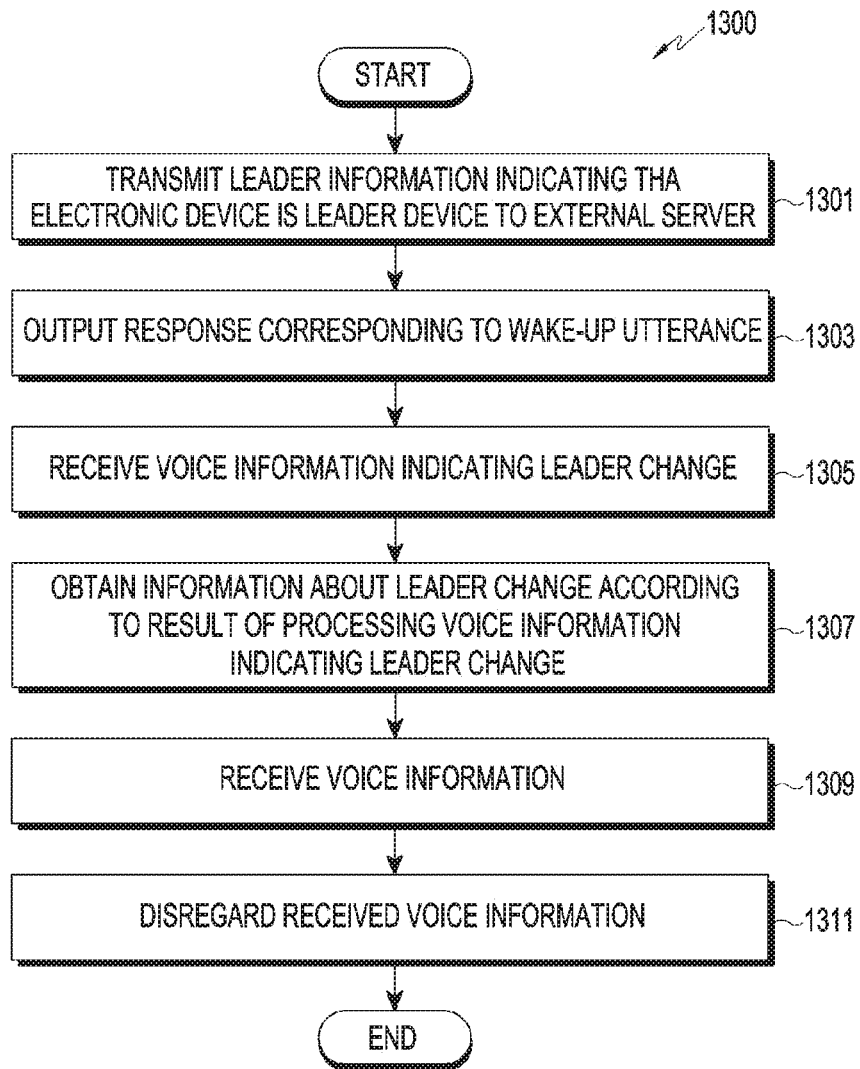 1300
START
TRANSMIT LEADER INFORMATION INDICATING THA
ELECTRONIC DEVICE IS LEADER DEVICE TO EXTERNAL SERVER
1301
OUTPUT RESPONSE CORRESPONDING TO WAKE-UP UTTERANCE
1303
RECEIVE VOICE INFORMATION INDICATING LEADER CHANGE
1305
OBTAIN INFORMATION ABOUT LEADER CHANGE ACCORDING
TO RESULT OF PROCESSING VOICE INFORMATION
INDICATING LEADER CHANGE
1307
RECEIVE VOICE INFORMATION
1309
DISREGARD RECEIVED VOICE INFORMATION
1311
END